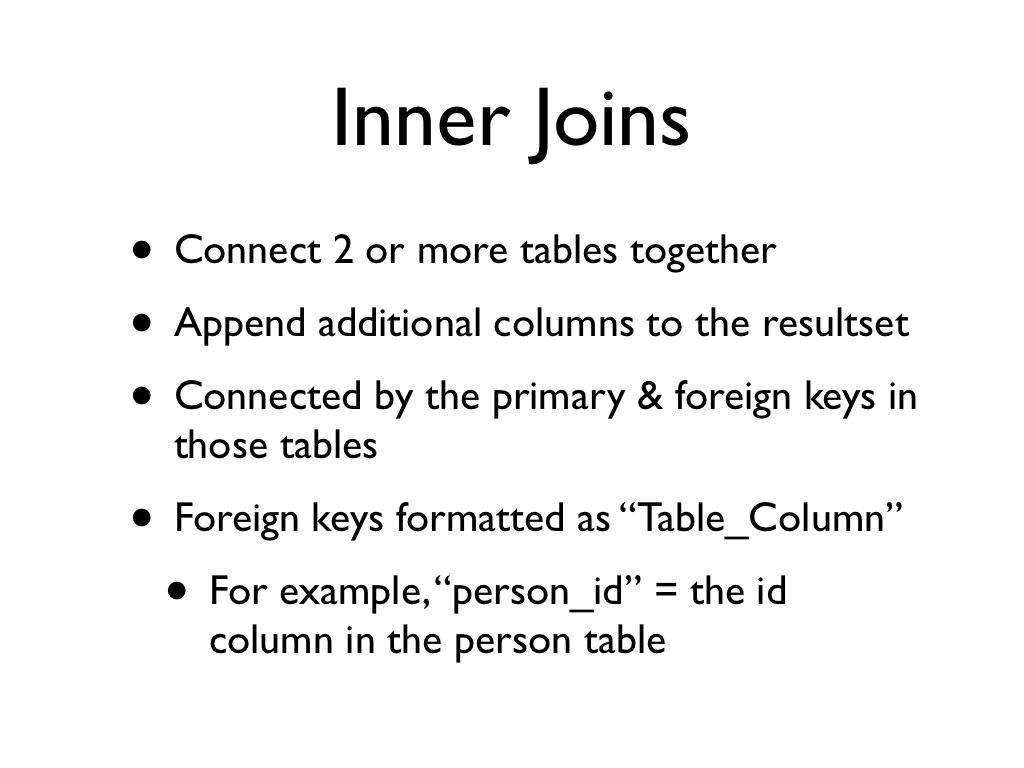 Inner Joins
• Connect 2 or more tables together
• Append additional columns to the resultset
• Connected by the primary & foreign keys in
those tables
• Foreign keys formatted as “Table_Column”
• For example, “person_id” = the id
column in the person table